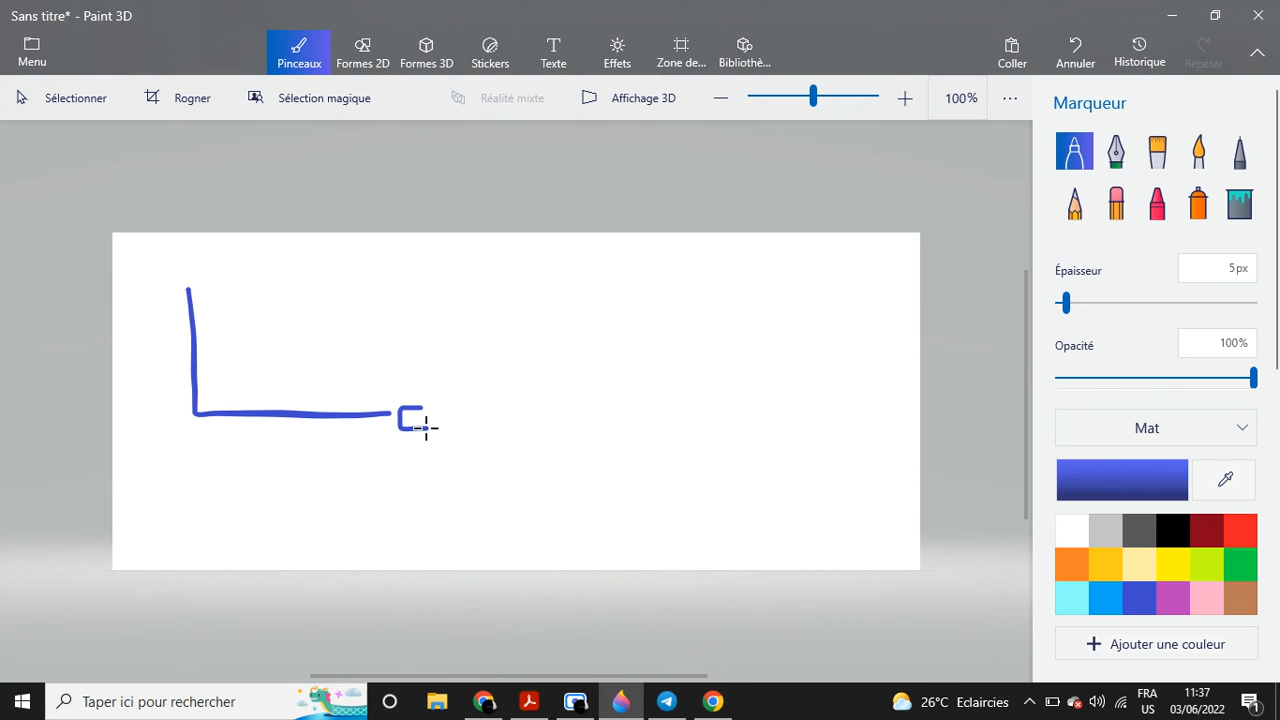 Sans titre* - Paint 3D
Menu
Pinceaux
Formes 2D
Formes 3D
Stickers
Texte
Effets
Zone de...
Bibliothè...
Coller
Annuler
Historique
Répéter
Sélectionner
Rogner
Sélection magique
Réalité mixte
Affichage 3D
100%
Marqueur
Épaisseur
5px
Opacité
100%
Mat
Ajouter une couleur
Taper ici pour rechercher
26°C Eclaircies
FRA
US
11:37
03/06/2022
1